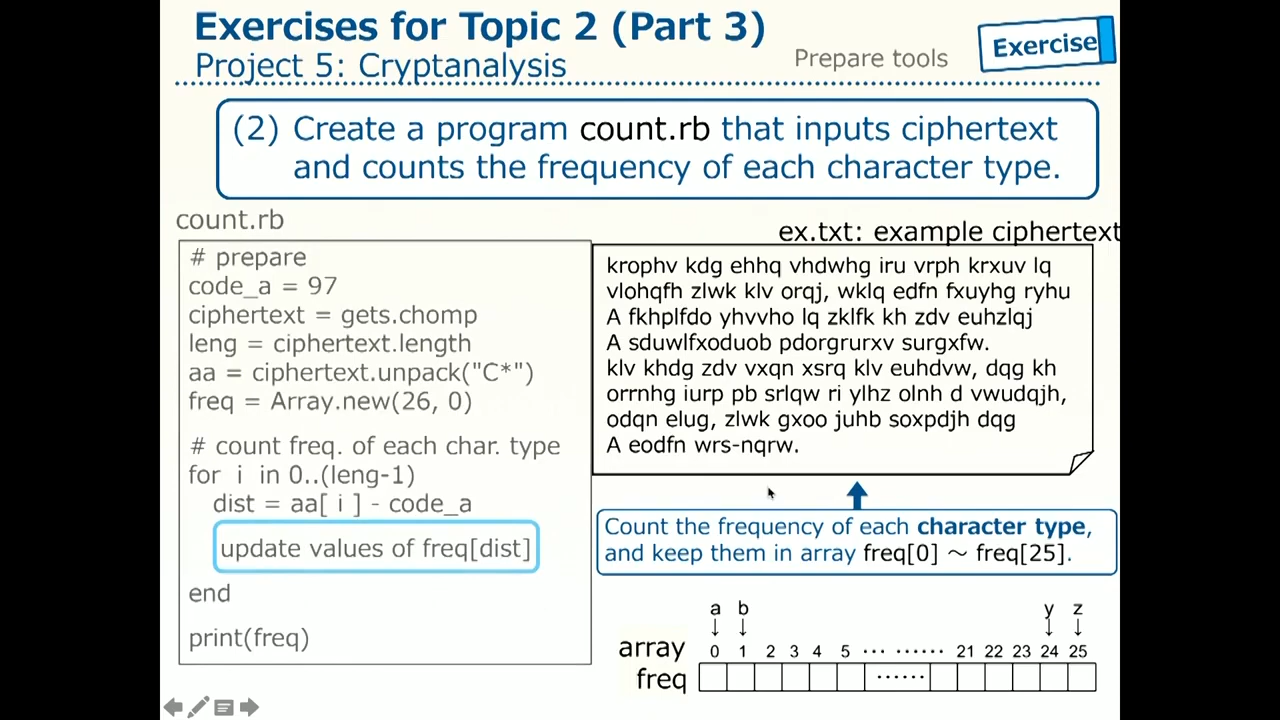 Exercises for Topic 2 (Part 3)
Project 5: Cryptanalysis
Prepare tools
Exercise
(2) Create a program count.rb that inputs ciphertext
and counts the frequency of each character type.
count.rb
# prepare
code_a = 97
ciphertext = gets.chomp
leng = ciphertext.length
aa = ciphertext.unpack("C*")
freq = Array.new(26, 0)
# count freq. of each char. type
for i in 0..(leng-1)
dist = aa[ i ] - code_a
update values of freq[dist]
end
print(freq)
ex.txt: example ciphertext
krophv kdg ehhq vhdwhg iru vrph krxuv lq
vlohqfh zlwk klv orqj, wklq edfn fxuyhg ryhu
A fkhplfdo yhvvho lq zklfk kh zdv euhzlqj
A sduwlfxoduob pdorgrurxv surgxfw.
klv khdg zdv vxqn xsrq klv euhdvw, dqg kh
orrnhg iurp pb srlqw ri ylhz olnh d vwudqjh,
odqn elug, zlwk gxoo juhb soxpdjh dqg
A eodfn wrs-nqrw.
Count the frequency of each character type,
and keep them in array freq[0] ～ freq[25].
a b y z
↓ ↓ ↓ ↓
array 0 1 2 3 4 5 ··· ······ 21 22 23 24 25
freq ······